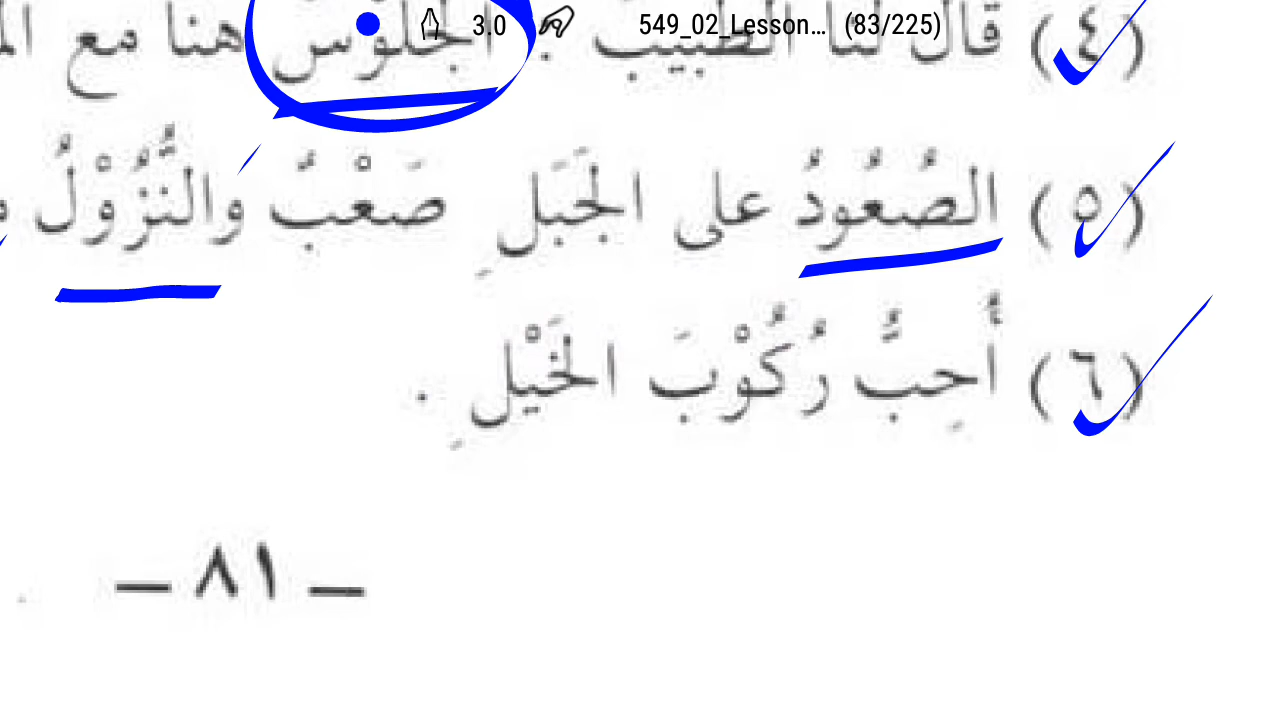 3.0 549_02_Lesson... (83/225)
(٤) قال لنا الطبيب : الجلوس هنا مع
(٥) الصُّعُودُ على الجَبَلِ صَعْبٌ والنُّزُوْلُ
(٦) أُحِبُّ رُكُوْبَ الخَيْلِ .
– ٨١ –